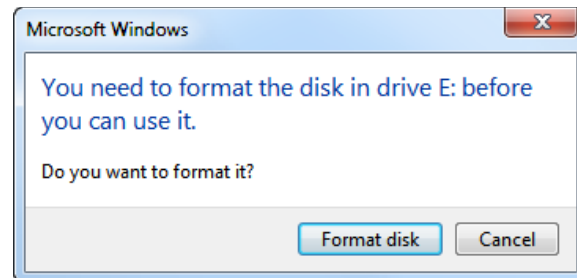 Microsoft Windows
You need to format the disk in drive E: before
you can use it.
Do you want to format it?
Format disk
Cancel